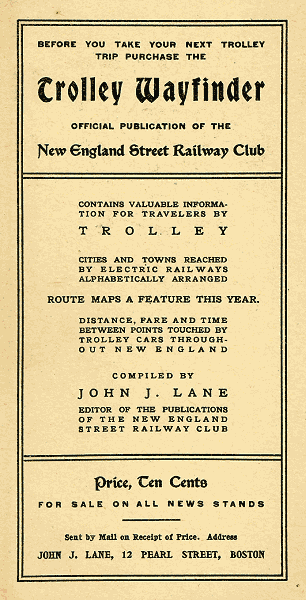 BEFORE YOU TAKE YOUR NEXT TROLLEY
TRIP PURCHASE THE
Trolley Wayfinder
OFFICIAL PUBLICATION OF THE
New England Street Railway Club
CONTAINS VALUABLE INFORMA-
TION FOR TRAVELERS BY
TROLLEY
CITIES AND TOWNS REACHED
BY ELECTRIC RAILWAYS
ALPHABETICALLY ARRANGED
ROUTE MAPS A FEATURE THIS YEAR.
DISTANCE, FARE AND TIME
BETWEEN POINTS TOUCHED BY
TROLLEY CARS THROUGH-
OUT NEW ENGLAND
COMPILED BY
JOHN J. LANE
EDITOR OF THE PUBLICATIONS
OF THE NEW ENGLAND
STREET RAILWAY CLUB
Price, Ten Cents
FOR SALE ON ALL NEWS STANDS
Sent by Mail on Receipt of Price. Address
JOHN J. LANE, 12 PEARL STREET, BOSTON